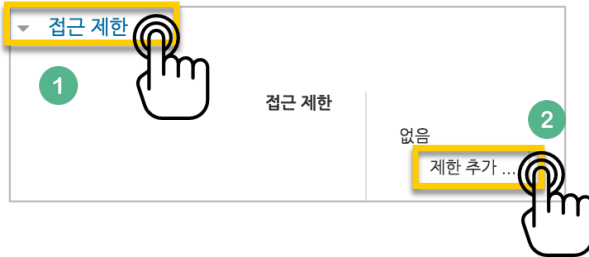 접근 제한
1
접근 제한
2
없음
제한 추가 ...